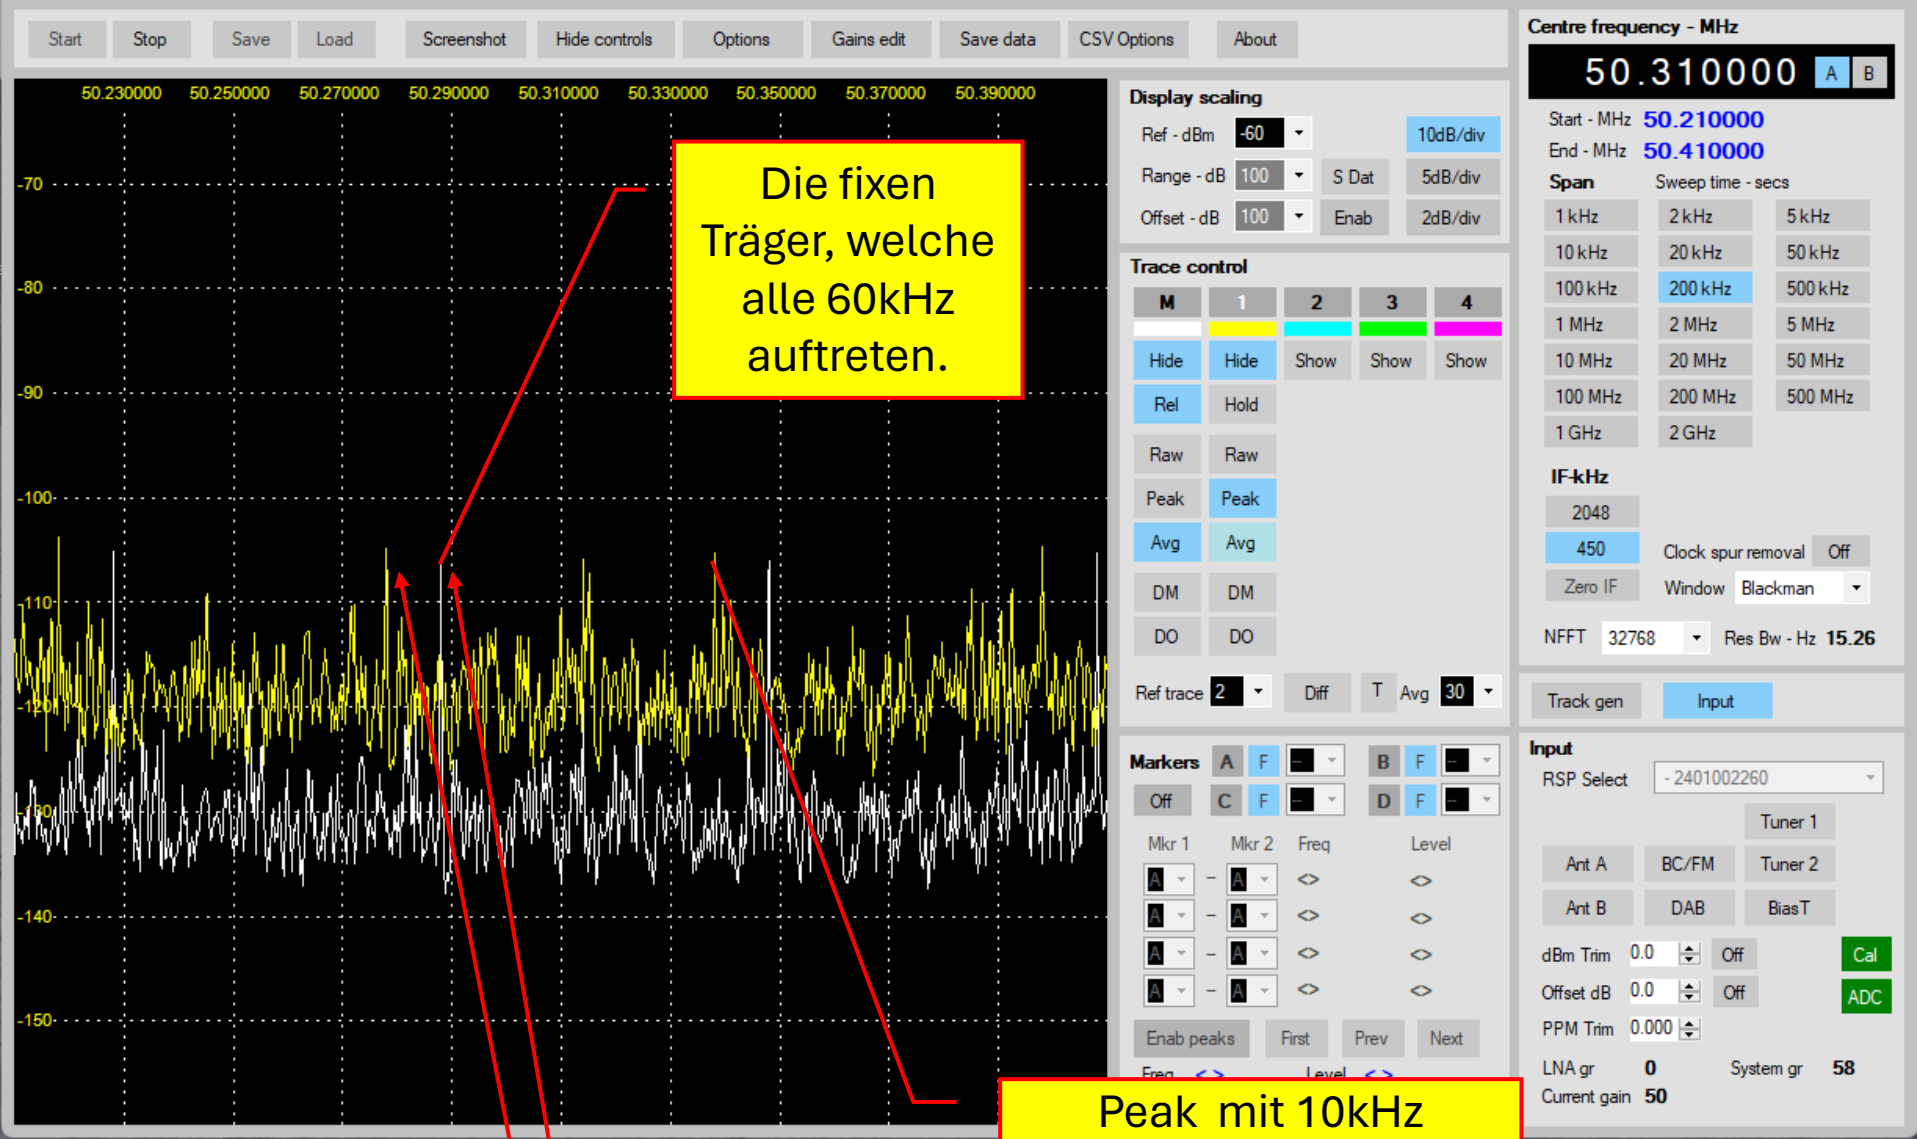 Start Stop Save Load Screenshot Hide controls Options Gains edit Save data CSV Options About
50.230000 50.250000 50.270000 50.290000 50.310000 50.330000 50.350000 50.370000 50.390000
-70
-80
-90
-100
-110
-120
-130
-140
-150
Die fixen
Träger, welche
alle 60kHz
auftreten.
Peak mit 10kHz
Display scaling
Ref - dBm -60 10dB/div
Range - dB 100 S Dat 5dB/div
Offset - dB 100 Enab 2dB/div
Trace control
M 1 2 3 4
Hide Hide Show Show Show
Rel Hold
Raw Raw
Peak Peak
Avg Avg
DM DM
DO DO
Ref trace 2 Diff T Avg 30
Markers A F -- B F --
Off C F -- D F --
Mkr 1 Mkr 2 Freq Level
A - A <> <>
A - A <> <>
A - A <> <>
A - A <> <>
Enab peaks First Prev Next
Freq < > Level < >
Centre frequency - MHz
50.310000 A B
Start - MHz 50.210000
End - MHz 50.410000
Span Sweep time - secs
1 kHz 2 kHz 5 kHz
10 kHz 20 kHz 50 kHz
100 kHz 200 kHz 500 kHz
1 MHz 2 MHz 5 MHz
10 MHz 20 MHz 50 MHz
100 MHz 200 MHz 500 MHz
1 GHz 2 GHz
IF-kHz
2048
450 Clock spur removal Off
Zero IF Window Blackman
NFFT 32768 Res Bw - Hz 15.26
Track gen Input
Input
RSP Select - 2401002260
Tuner 1
Ant A BC/FM Tuner 2
Ant B DAB BiasT
dBm Trim 0.0 Off Cal
Offset dB 0.0 Off ADC
PPM Trim 0.000
LNA gr 0 System gr 58
Current gain 50